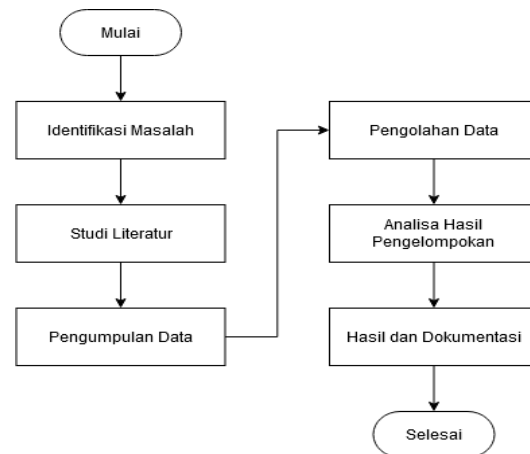 Mulai
Identifikasi Masalah
Studi Literatur
Pengumpulan Data
Pengolahan Data
Analisa Hasil
Pengelompokan
Hasil dan Dokumentasi
Selesai